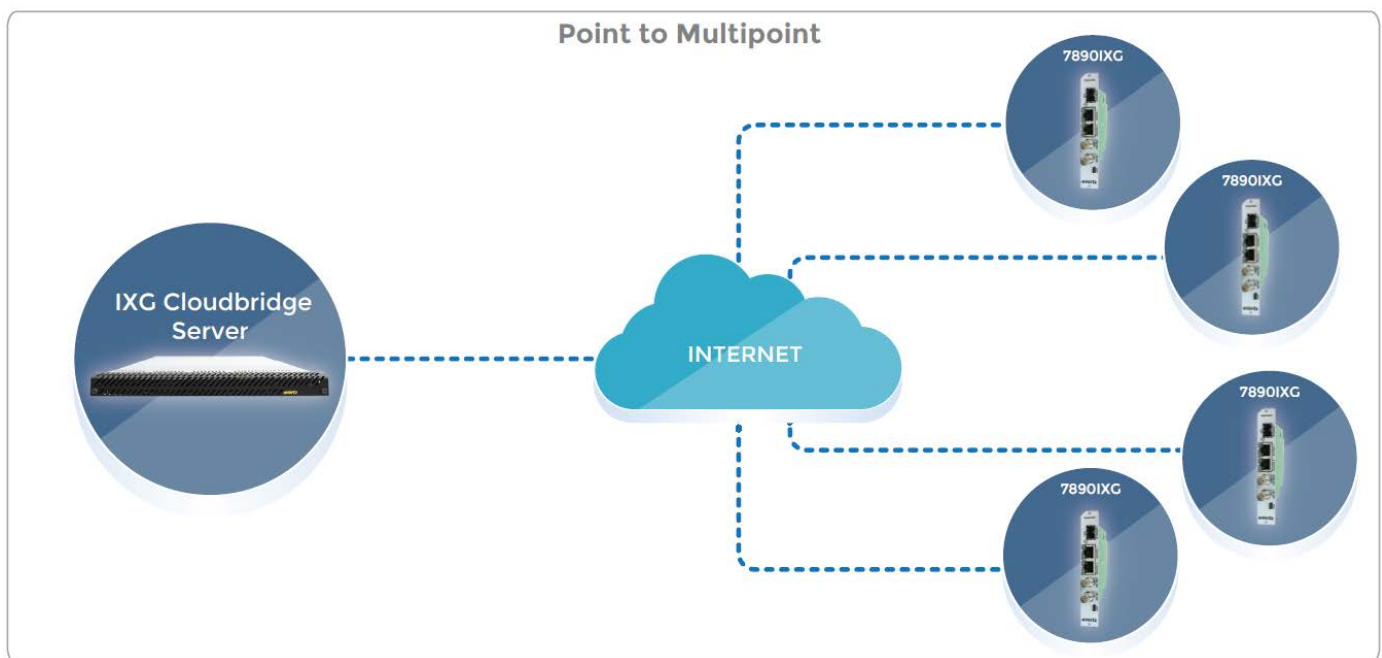 Point to Multipoint
7890IXG
7890IXG
IXG Cloudbridge
Server
INTERNET
7890IXG
7890IXG